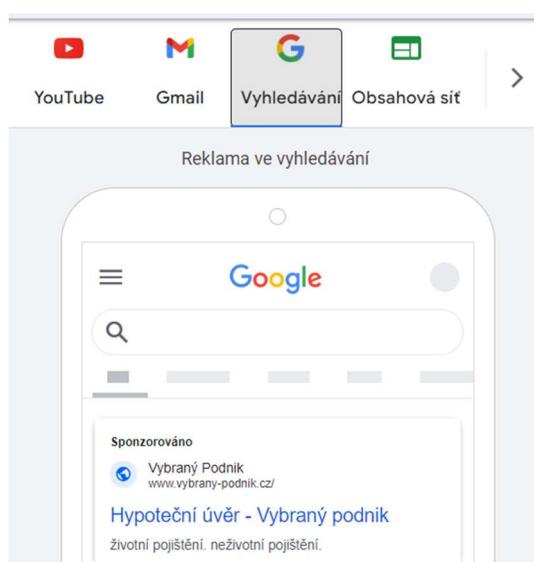 YouTube Gmail Vyhledávání Obsahová síť
Reklama ve vyhledávání
Google
Sponzorováno
Vybraný Podnik
www.vybrany-podnik.cz/
Hypoteční úvěr - Vybraný podnik
životní pojištění. neživotní pojištění.